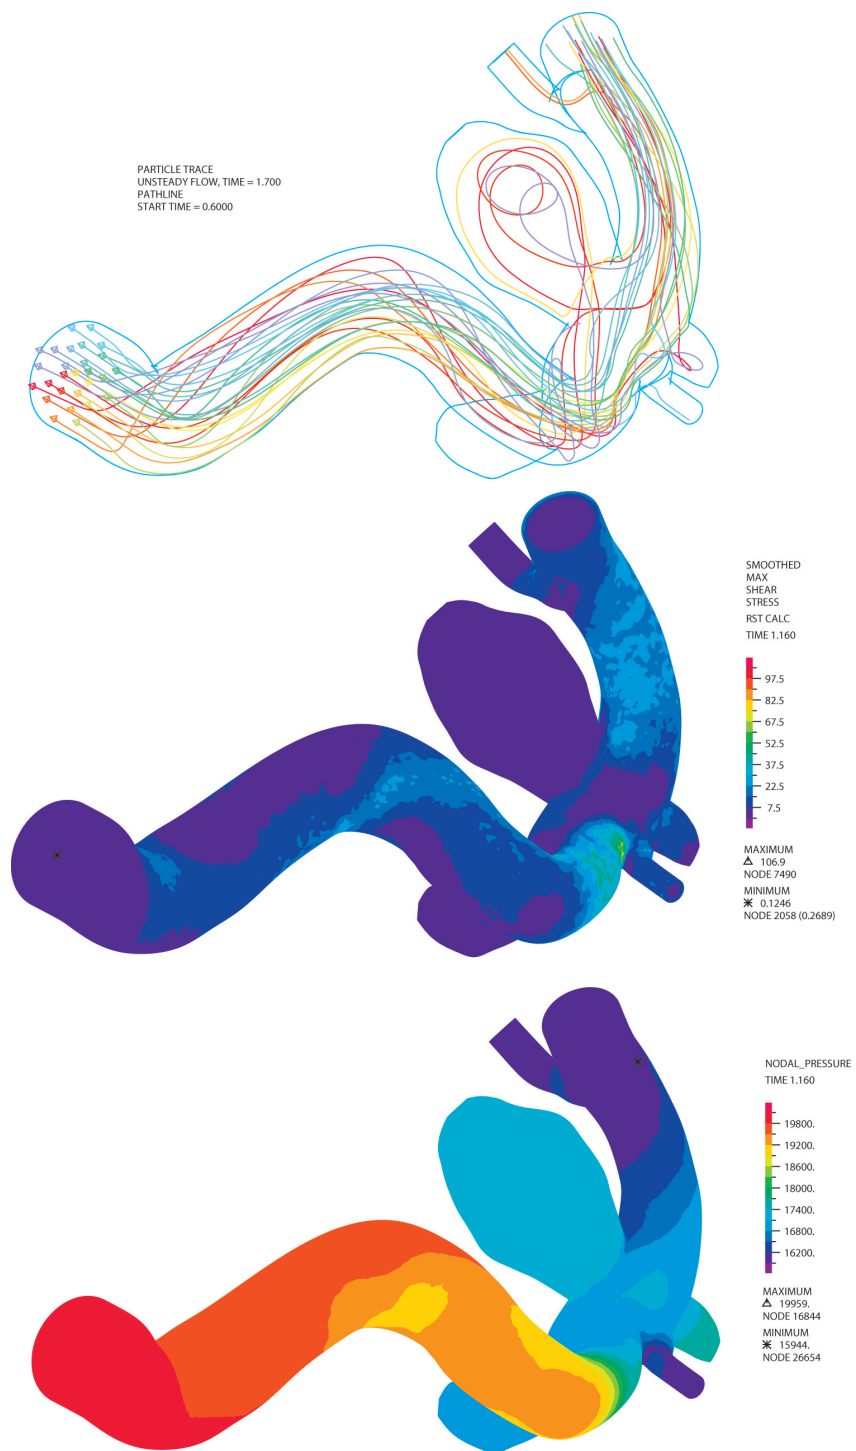 PARTICLE TRACE
UNSTEADY FLOW, TIME = 1.700
PATHLINE
START TIME = 0.6000
SMOOTHED
MAX
SHEAR
STRESS
RST CALC
TIME 1.160
97.5
82.5
67.5
52.5
37.5
22.5
7.5
MAXIMUM
△ 106.9
NODE 7490
MINIMUM
✳ 0.1246
NODE 2058 (0.2689)
NODAL_PRESSURE
TIME 1.160
19800.
19200.
18600.
18000.
17400.
16800.
16200.
MAXIMUM
△ 19959.
NODE 16844
MINIMUM
✳ 15944.
NODE 26654